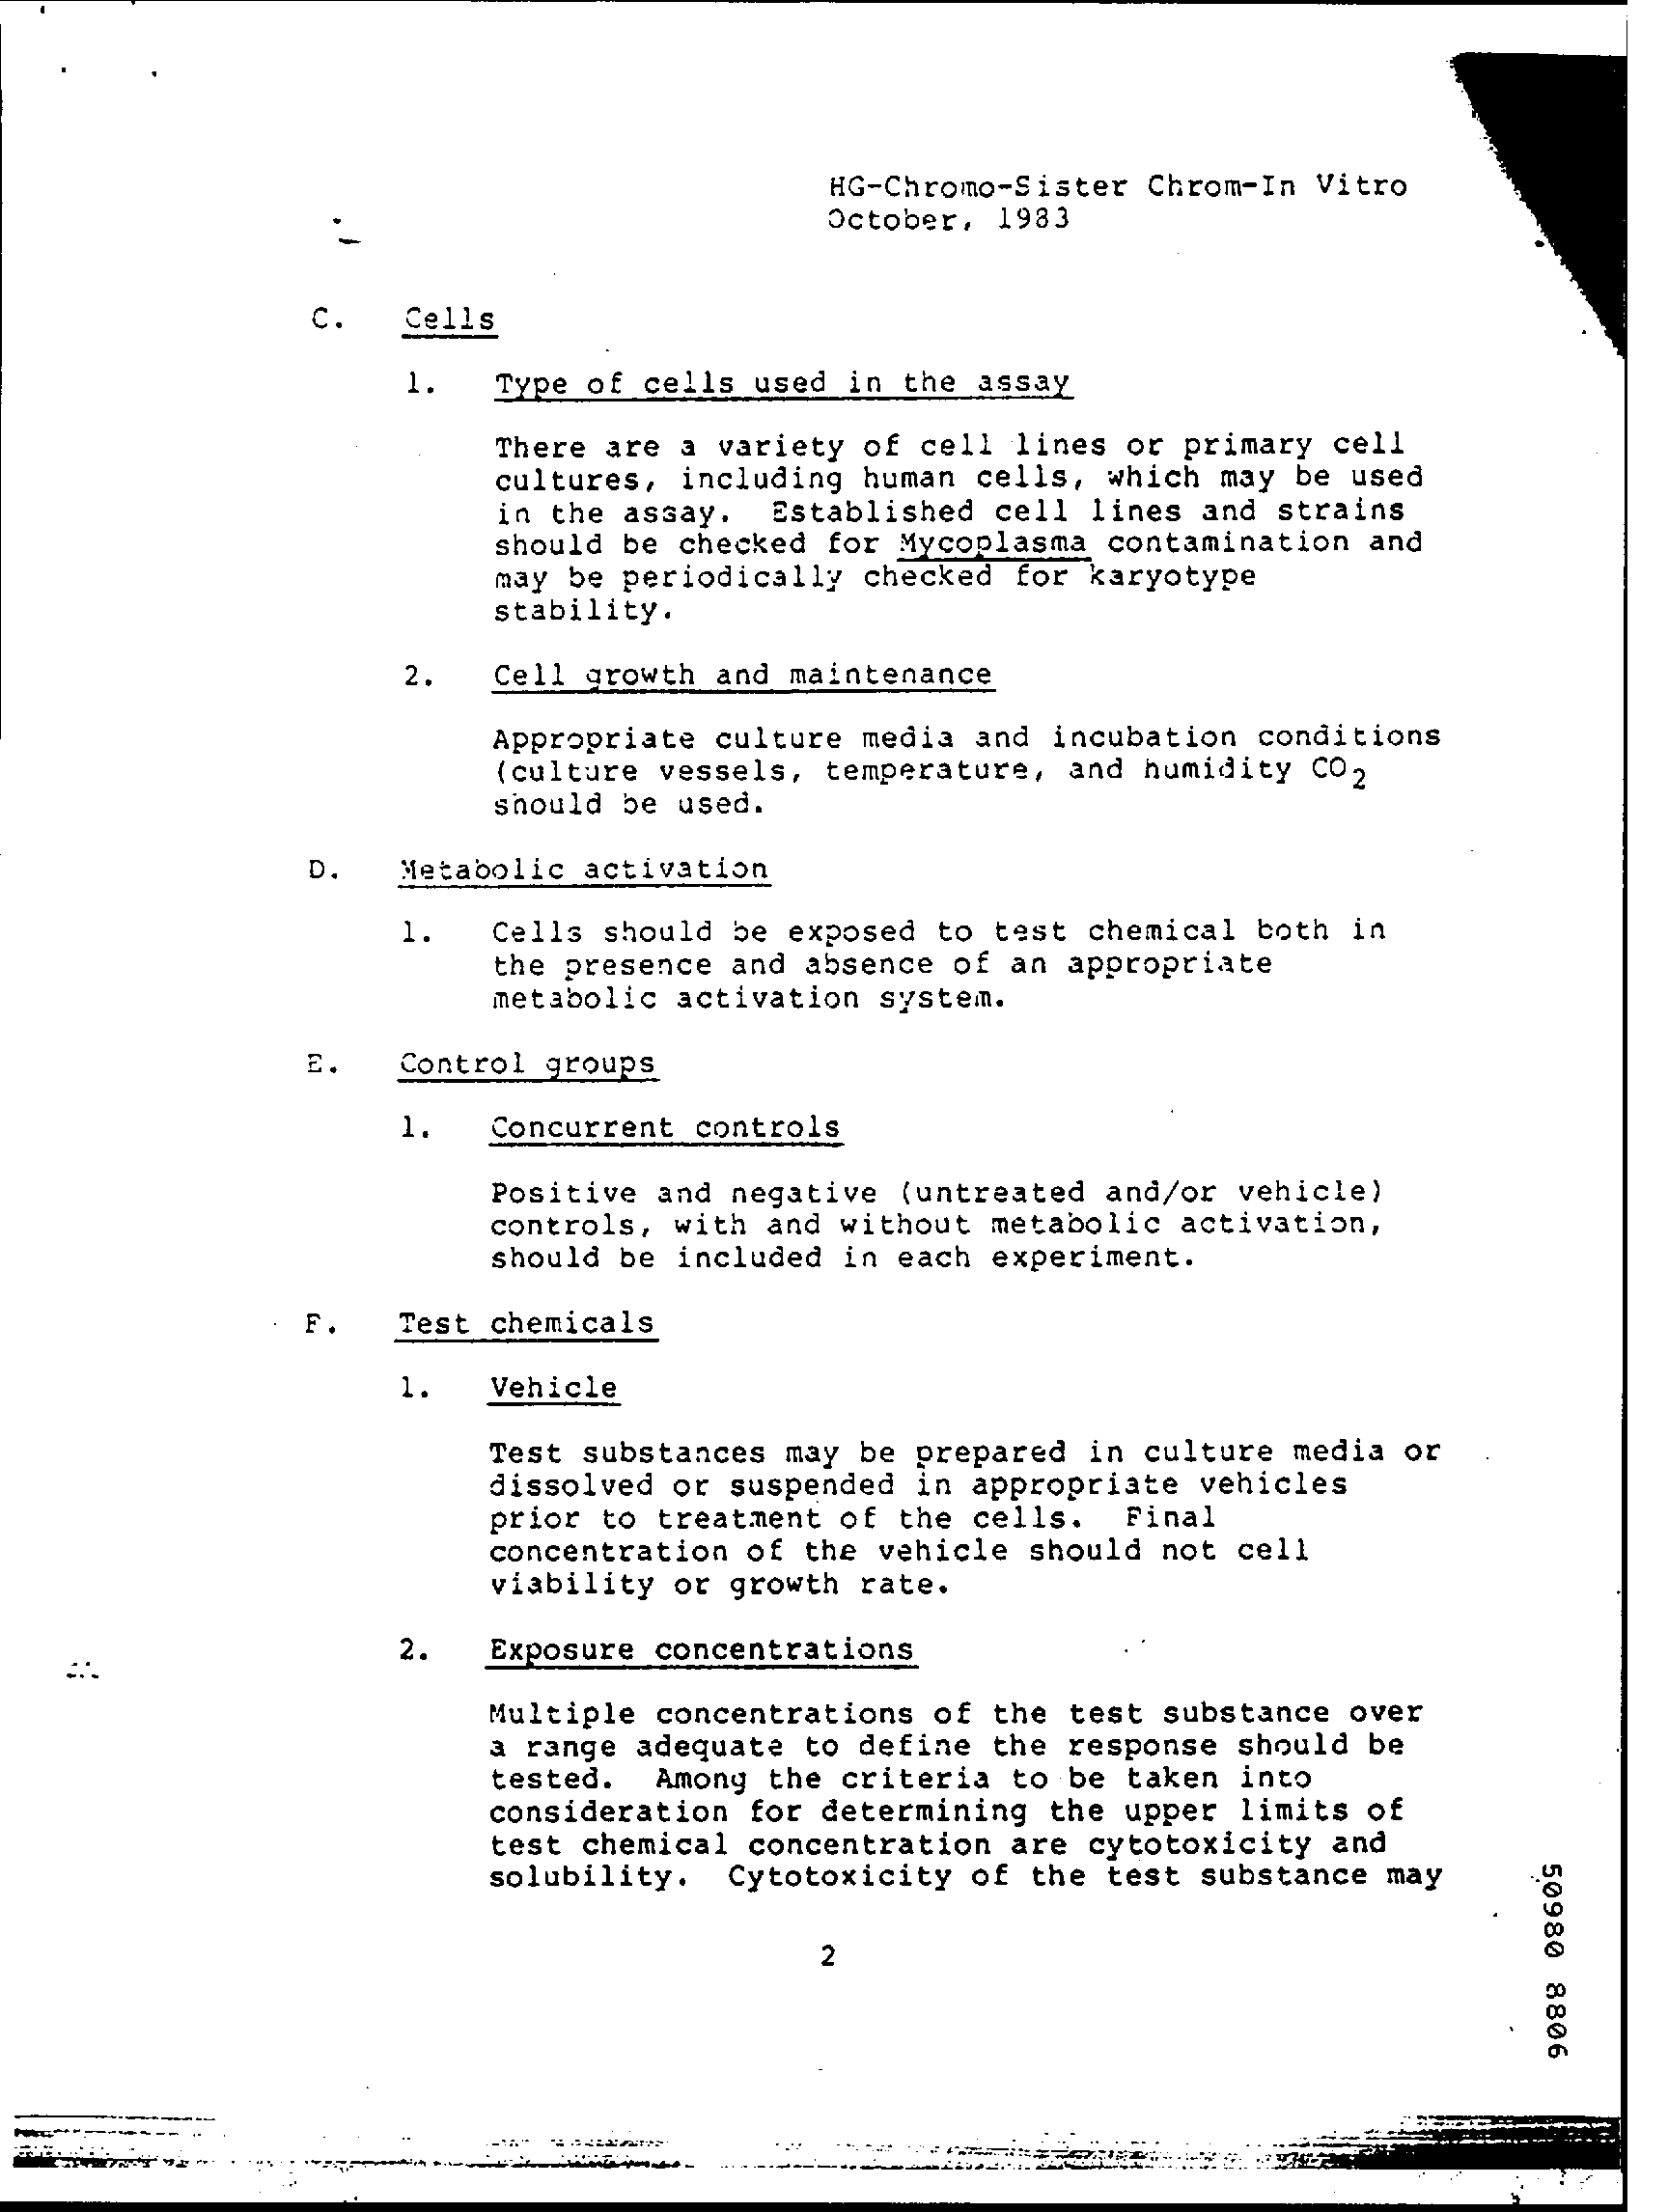 HG-Chromo-Sister Chrom-In Vitro
October, 1983
C. Cells
1. Type of cells used in the assay
There are a variety of cell lines or primary cell
cultures, including human cells, which may be used
in the assay. Established cell lines and strains
should be checked for Mycoplasma contamination and
may be periodically checked for karyotype
stability.
2. Cell growth and maintenance
Appropriate culture media and incubation conditions
(culture vessels, temperature, and humidity CO2
should be used.
D. Metabolic activation
1. Cells should be exposed to test chemical both in
the presence and absence of an appropriate
metabolic activation system.
E. Control groups
1. Concurrent controls
Positive and negative (untreated and/or vehicle)
controls, with and without metabolic activation,
should be included in each experiment.
F. Test chemicals
1. Vehicle
Test substances may be prepared in culture media or
dissolved or suspended in appropriate vehicles
prior to treatment of the cells. Final
concentration of the vehicle should not cell
viability or growth rate.
2. Exposure concentrations
Multiple concentrations of the test substance over
a range adequate to define the response should be
tested. Among the criteria to be taken into
consideration for determining the upper limits of
test chemical concentration are cytotoxicity and
solubility. Cytotoxicity of the test substance may
2
50980 8806